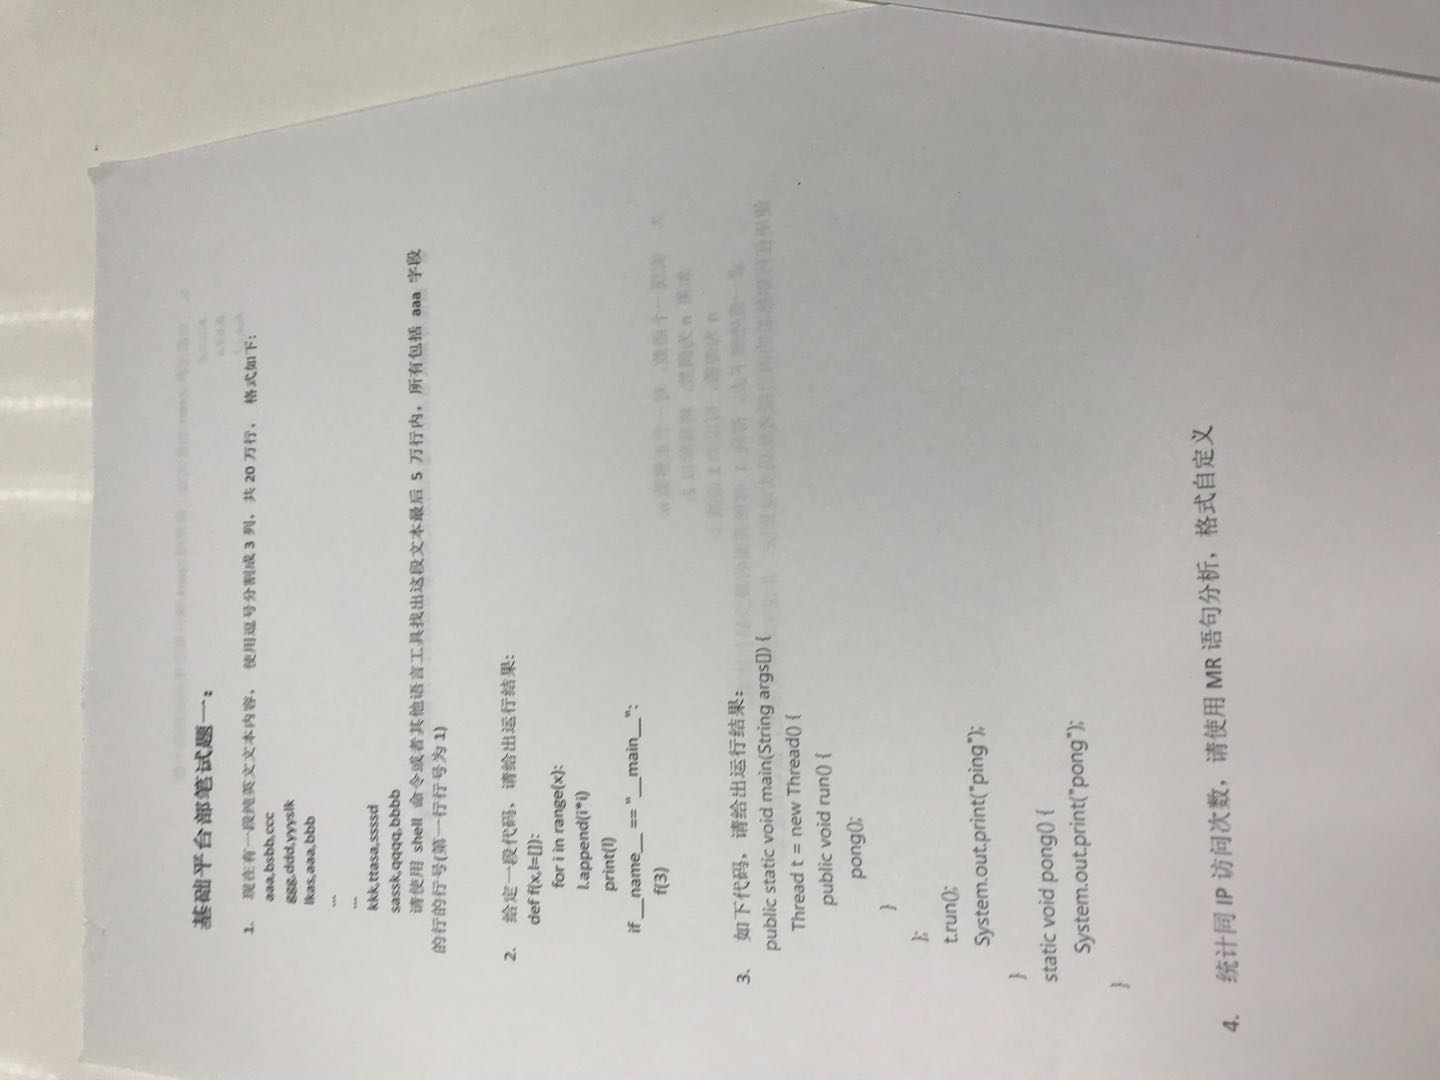 基础平台部笔试题一：
1. 现在有一段纯英文文本内容， 使用逗号分割成 3 列，共 20 万行， 格式如下:
aaa,bsbb,ccc
ggg,ddd,yyyslk
lkas,aaa,bbb
...
...
kkk,ttasa,ssssd
sassk,qqqq,bbbb
请使用 shell 命令或者其他语言工具找出这段文本最后 5 万行内，所有包括 aaa 字段
的行的行号(第一行行号为 1)
2. 给定一段代码，请给出运行结果:
def f(x,l=[]):
for i in range(x):
l.append(i*i)
print(l)
if __name__ == "__main__":
f(3)
3. 如下代码，请给出运行结果:
public static void main(String args[]) {
Thread t = new Thread() {
public void run() {
pong();
}
};
t.run();
System.out.print("ping");
}
static void pong() {
System.out.print("pong");
}
4. 统计同 IP 访问次数，请使用 MR 语句分析，格式自定义